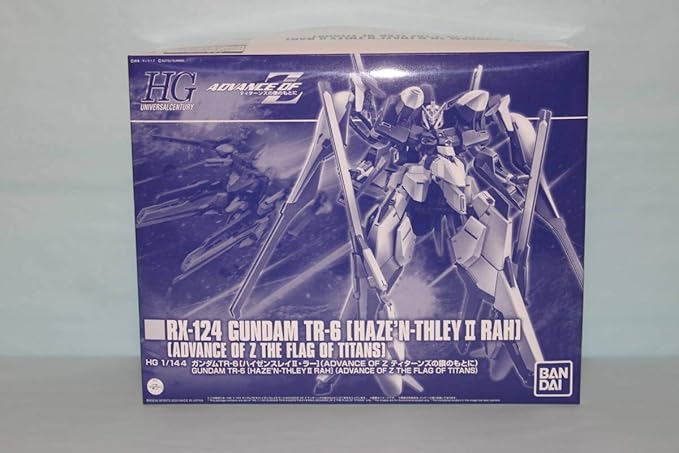 HG
UNIVERSAL CENTURY
ADVANCE OF Z
ティターンズの旗のもとに
RX-124 GUNDAM TR-6 [HAZE'N-THLEY II RAH]
(ADVANCE OF Z THE FLAG OF TITANS)
HG 1/144 ガンダムTR-6[ハイゼンスレイⅡ・ラー](ADVANCE OF Z ティターンズの旗のもとに)
GUNDAM TR-6 [HAZE'N-THLEY II RAH] (ADVANCE OF Z THE FLAG OF TITANS)
BAN
DAI